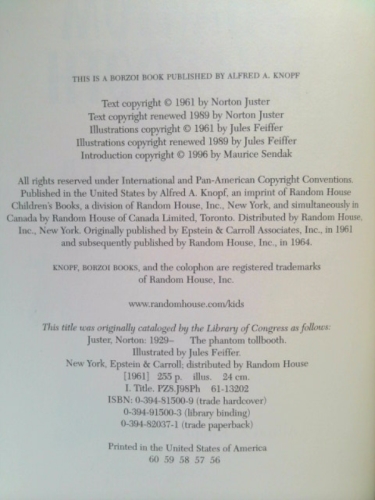 THIS IS A BORZOI BOOK PUBLISHED BY ALFRED A. KNOPF
Text copyright © 1961 by Norton Juster
Text copyright renewed 1989 by Norton Juster
Illustrations copyright © 1961 by Jules Feiffer
Illustrations copyright renewed 1989 by Jules Feiffer
Introduction copyright © 1996 by Maurice Sendak
All rights reserved under International and Pan-American Copyright Conventions.
Published in the United States by Alfred A. Knopf, an imprint of Random House
Children's Books, a division of Random House, Inc., New York, and simultaneously in
Canada by Random House of Canada Limited, Toronto. Distributed by Random House,
Inc., New York. Originally published by Epstein & Carroll Associates, Inc., in 1961
and subsequently published by Random House, Inc., in 1964.
KNOPF, BORZOI BOOKS, and the colophon are registered trademarks
of Random House, Inc.
www.randomhouse.com/kids
This title was originally cataloged by the Library of Congress as follows:
Juster, Norton: 1929– The phantom tollbooth.
Illustrated by Jules Feiffer.
New York, Epstein & Carroll; distributed by Random House
[1961] 255 p. illus. 24 cm.
I. Title. PZ8.J98Ph 61-13202
ISBN: 0-394-81500-9 (trade hardcover)
0-394-91500-3 (library binding)
0-394-82037-1 (trade paperback)
Printed in the United States of America
60 59 58 57 56